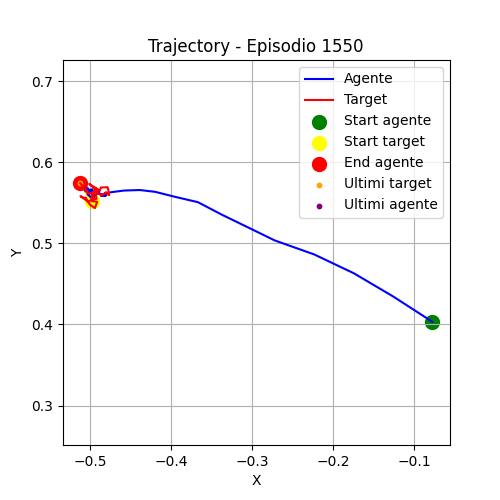 Trajectory - Episodio 1550
Agente
Target
Start agente
Start target
End agente
Ultimi target
Ultimi agente
0.7
0.6
0.5
0.4
0.3
Y
−0.5
−0.4
−0.3
−0.2
−0.1
X